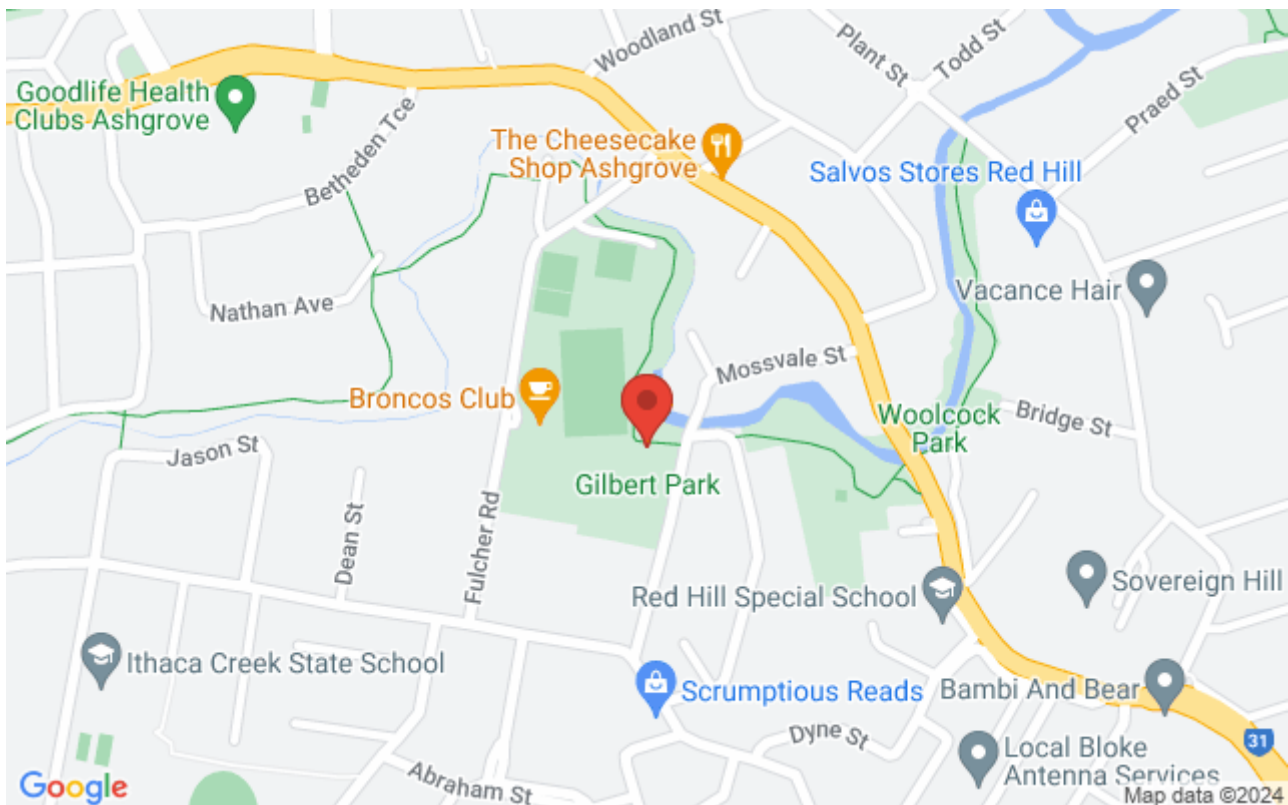 Woodland St
Plant St
Todd St
Praed St
Goodlife Health
Clubs Ashgrove
Betheden Tce
The Cheesecake
Shop Ashgrove
Salvos Stores Red Hill
Vacance Hair
Nathan Ave
Mossvale St
Broncos Club
Woolcock
Park
Bridge St
Jason St
Gilbert Park
Dean St
Fulcher Rd
Red Hill Special School
Sovereign Hill
Ithaca Creek State School
Scrumptious Reads
Bambi And Bear
Dyne St
31
Local Bloke
Antenna Services
Abraham St
Google
Map data ©2024